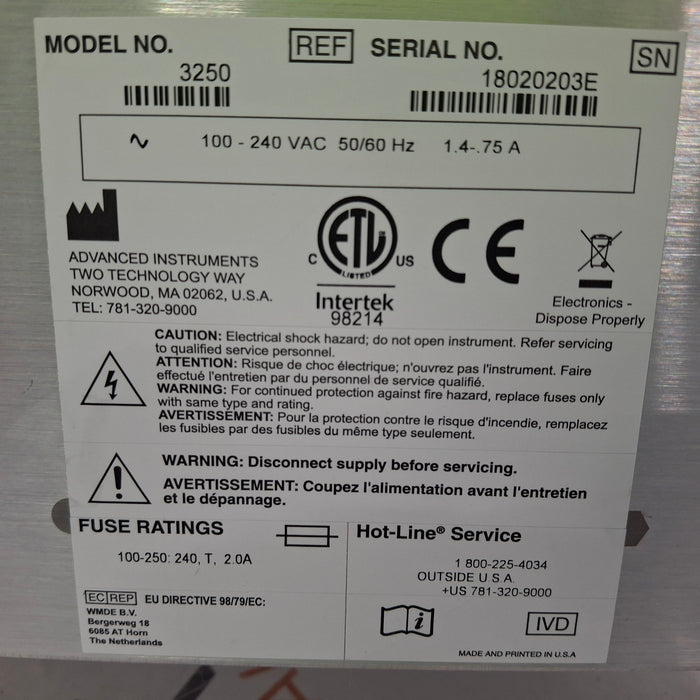 MODEL NO. REF SERIAL NO. SN
3250 18020203E
100 - 240 VAC 50/60 Hz 1.4-.75 A
ADVANCED INSTRUMENTS
TWO TECHNOLOGY WAY
NORWOOD, MA 02062, U.S.A.
TEL: 781-320-9000
C ETL US
LISTED
Intertek
98214
CE
Electronics -
Dispose Properly
CAUTION: Electrical shock hazard; do not open instrument. Refer servicing
to qualified service personnel.
ATTENTION: Risque de choc électrique; n'ouvrez pas l'instrument. Faire
effectué l'entretien par du personnel de service qualifié.
WARNING: For continued protection against fire hazard, replace fuses only
with same type and rating.
AVERTISSEMENT: Pour la protection contre le risque d'incendie, remplacez
les fusibles par des fusibles du même type seulement.
WARNING: Disconnect supply before servicing.
AVERTISSEMENT: Coupez l'alimentation avant l'entretien
et le dépannage.
FUSE RATINGS
100-250: 240, T, 2.0A
EC REP EU DIRECTIVE 98/79/EC:
WMDE B.V.
Bergerweg 18
6085 AT Horn
The Netherlands
Hot-Line® Service
1 800-225-4034
OUTSIDE U S A
+US 781-320-9000
i
IVD
MADE AND PRINTED IN U.S.A